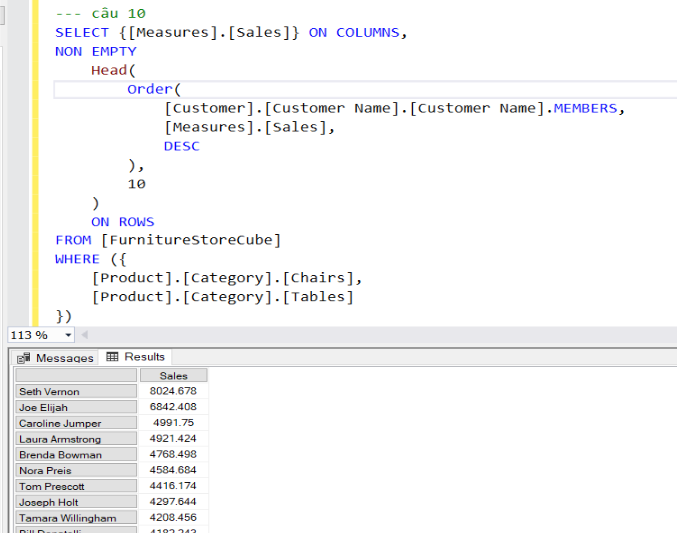 --- câu 10
SELECT {[Measures].[Sales]} ON COLUMNS,
NON EMPTY
Head(
Order(
[Customer].[Customer Name].[Customer Name].MEMBERS,
[Measures].[Sales],
DESC
),
10
)
ON ROWS
FROM [FurnitureStoreCube]
WHERE ({
[Product].[Category].[Chairs],
[Product].[Category].[Tables]
})
113 %
Messages Results
Sales
Seth Vernon 8024.678
Joe Elijah 6842.408
Caroline Jumper 4991.75
Laura Armstrong 4921.424
Brenda Bowman 4768.498
Nora Preis 4584.684
Tom Prescott 4416.174
Joseph Holt 4297.644
Tamara Willingham 4208.456